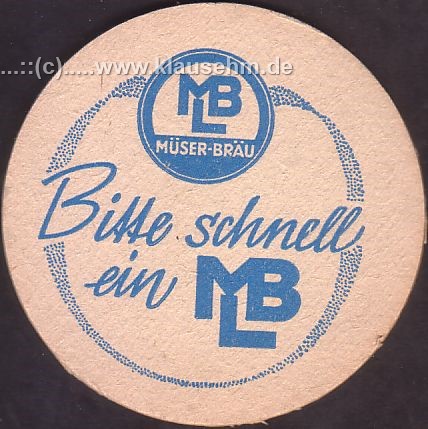 ...::(c).....www.klausehm.de
MLB
MÜSER-BRÄU
Bitte schnell
ein MLB